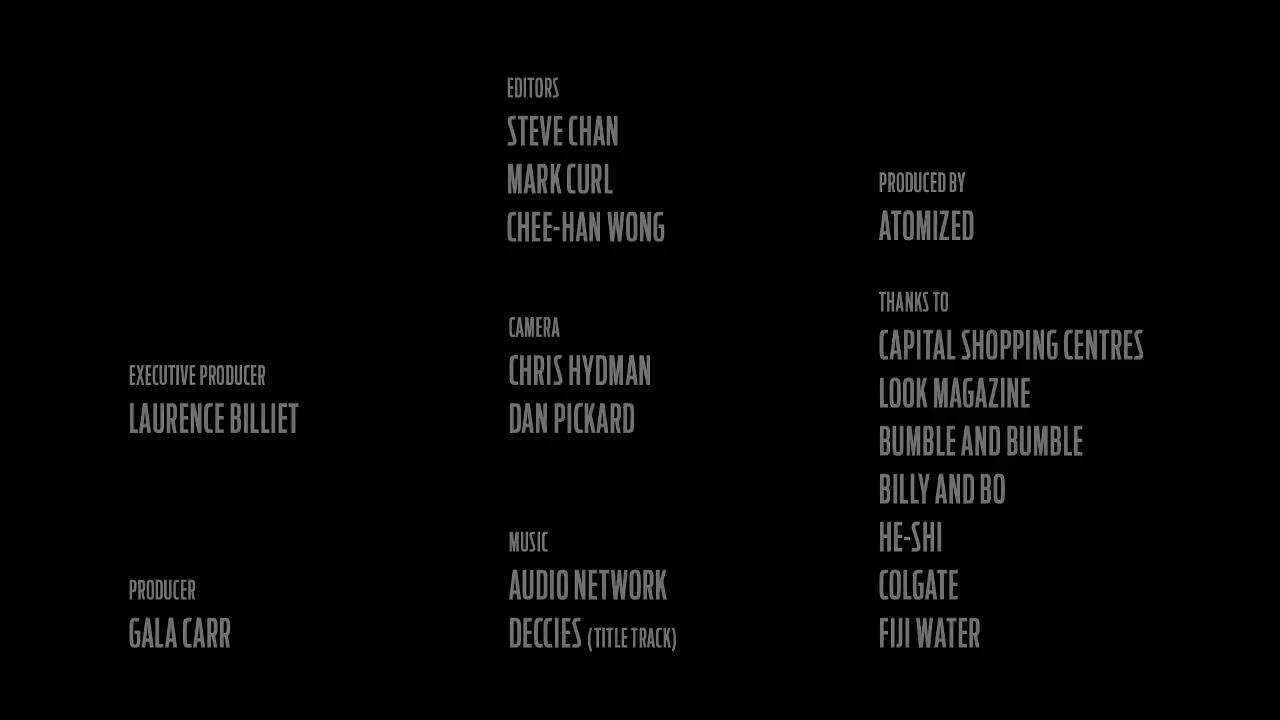 EXECUTIVE PRODUCER
LAURENCE BILLIET
PRODUCER
GALA CARR
EDITORS
STEVE CHAN
MARK CURL
CHEE-HAN WONG
CAMERA
CHRIS HYDMAN
DAN PICKARD
MUSIC
AUDIO NETWORK
DECCIES (TITLE TRACK)
PRODUCED BY
ATOMIZED
THANKS TO
CAPITAL SHOPPING CENTRES
LOOK MAGAZINE
BUMBLE AND BUMBLE
BILLY AND BO
HE-SHI
COLGATE
FIJI WATER